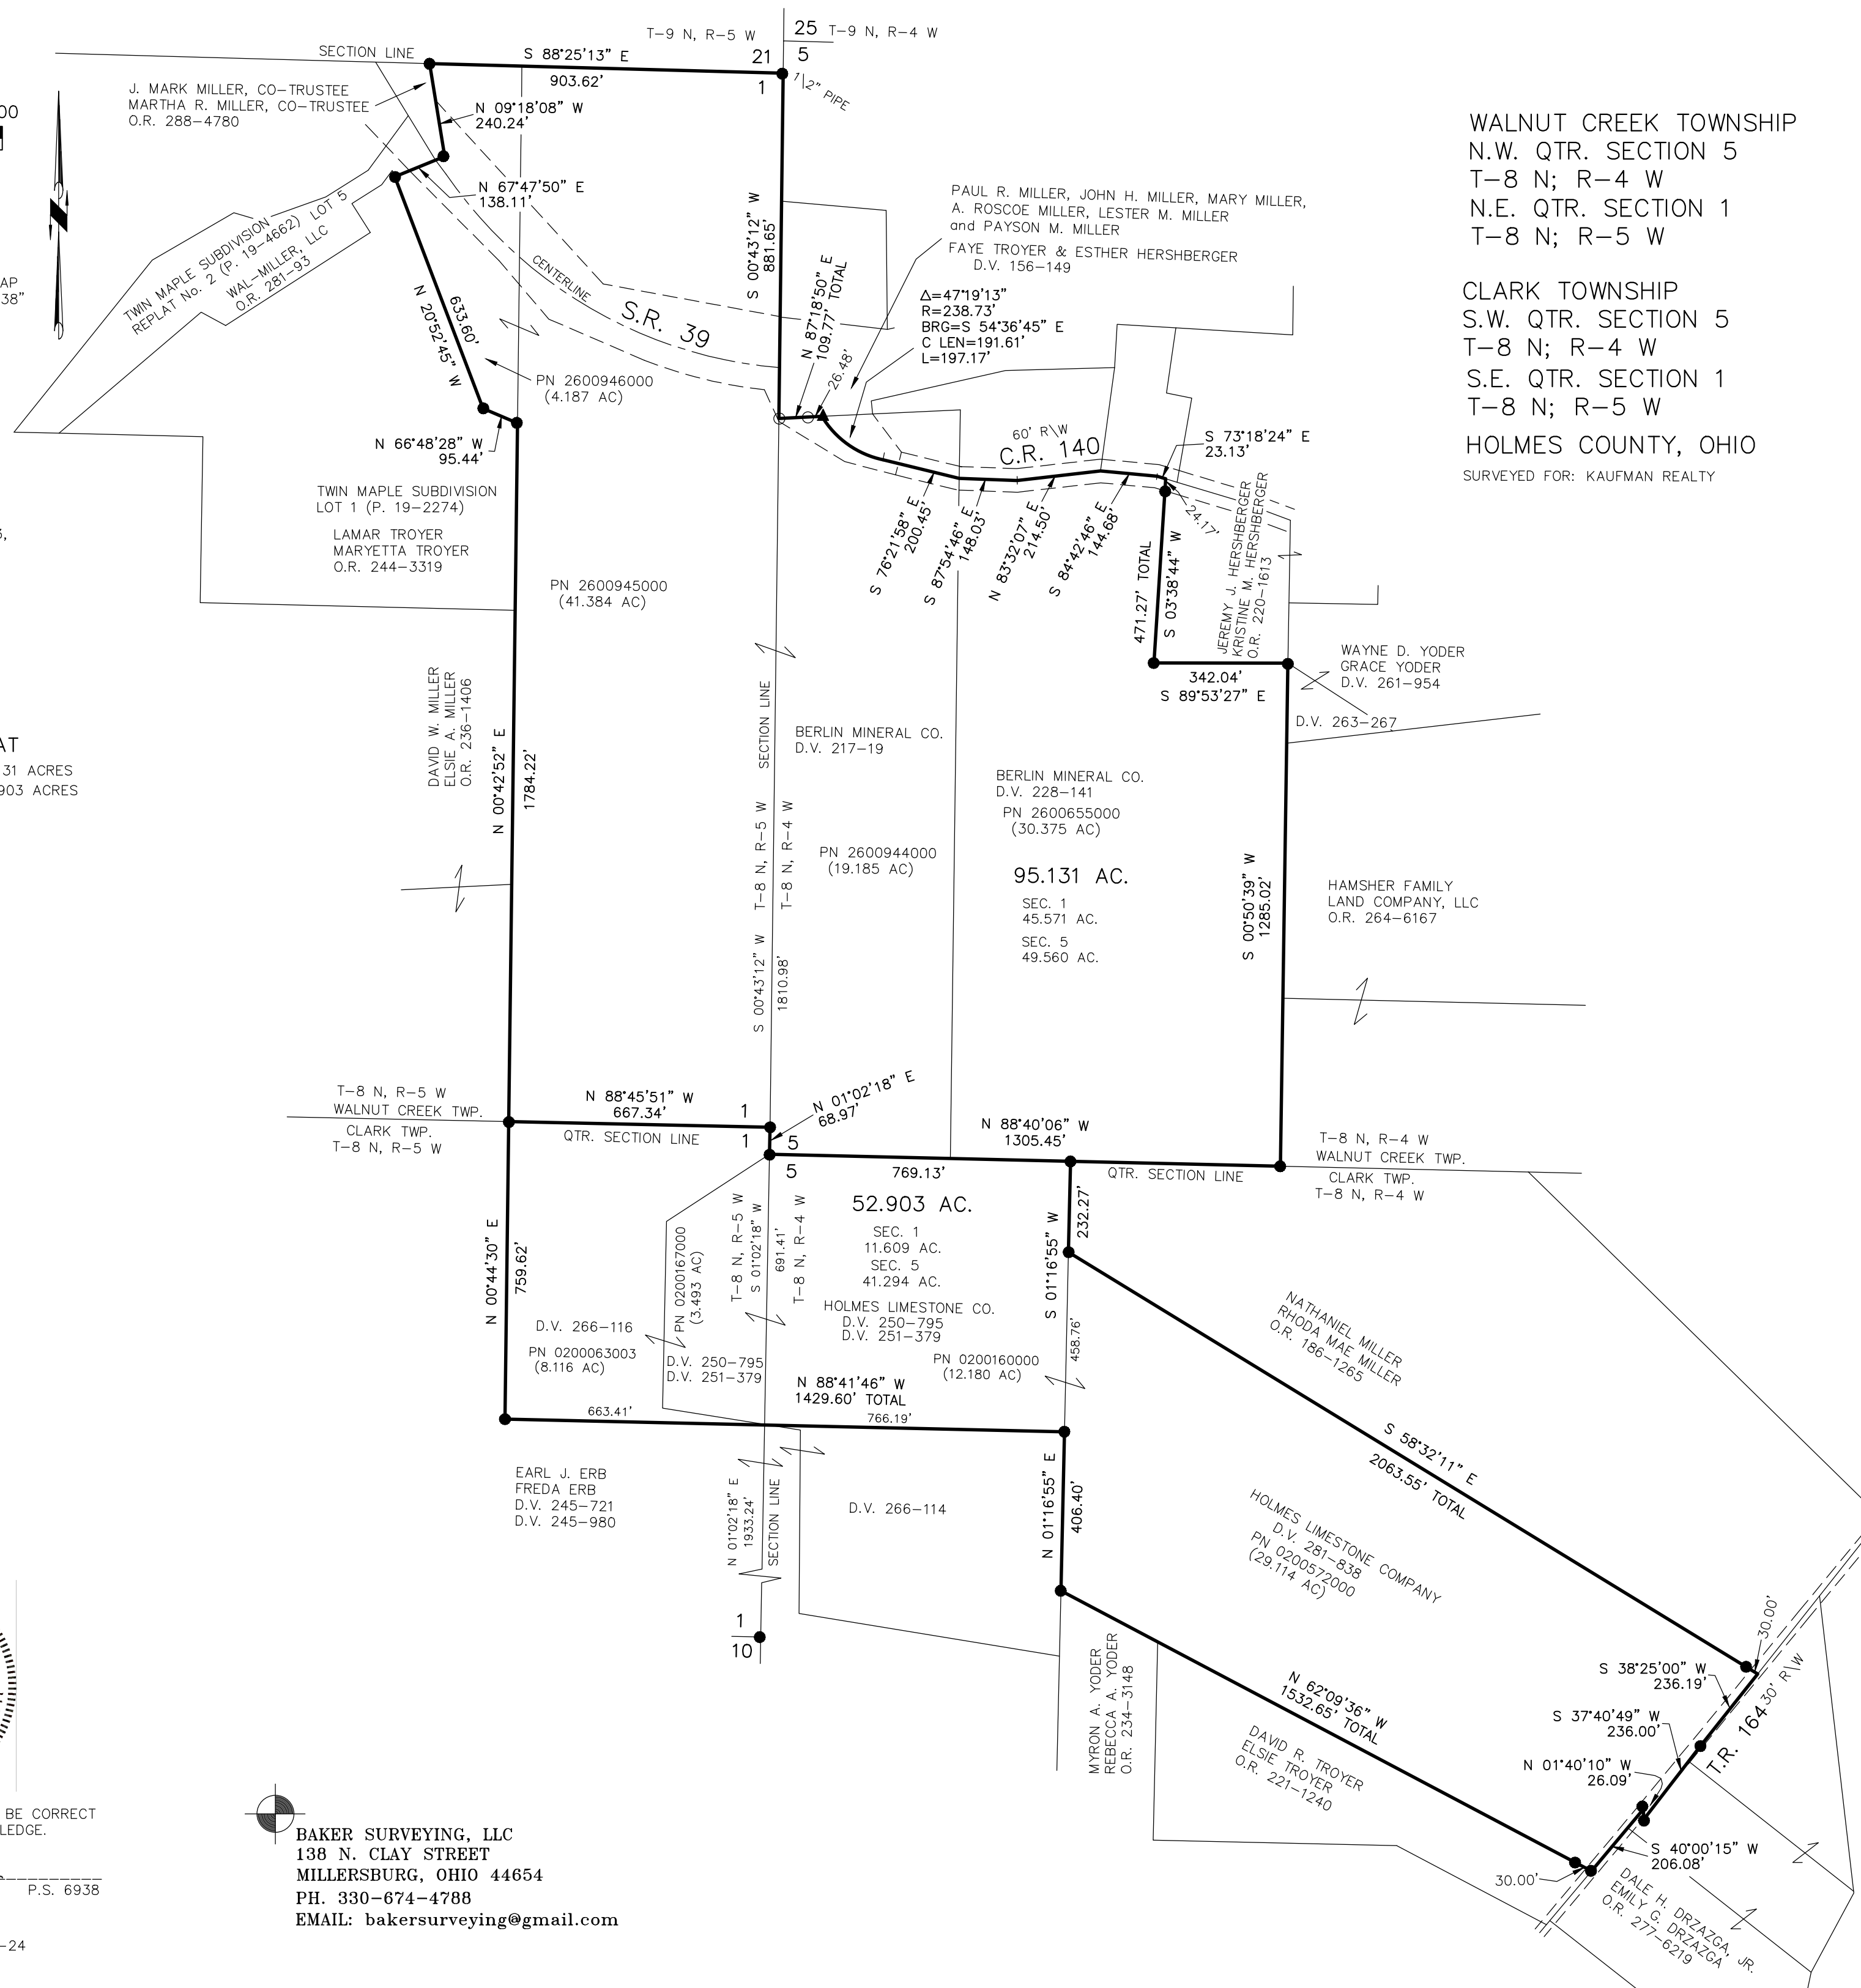 T-9 N, R-5 W
25 T-9 N, R-4 W
21
5
1
1/2" PIPE
SECTION LINE
S 88°25'13" E
903.62'
J. MARK MILLER, CO-TRUSTEE
MARTHA R. MILLER, CO-TRUSTEE
O.R. 288-4780
N 09°18'08" W
240.24'
N 67°47'50" E
138.11'
TWIN MAPLE SUBDIVISION
REPLAT No. 2 (P. 19-4662) LOT 5
WAL-MILLER, LLC
O.R. 281-93
633.60'
N 20°52'45" W
CENTERLINE
S.R. 39
S 00°43'12" W
881.65'
PN 2600946000
(4.187 AC)
N 66°48'28" W
95.44'
PAUL R. MILLER, JOHN H. MILLER, MARY MILLER,
A. ROSCOE MILLER, LESTER M. MILLER
and PAYSON M. MILLER
FAYE TROYER & ESTHER HERSHBERGER
D.V. 156-149
N 87°18'50" E
109.77' TOTAL
26.48'
Δ=47°19'13"
R=238.73'
BRG=S 54°36'45" E
C LEN=191.61'
L=197.17'
60' R\W
C.R. 140
S 73°18'24" E
23.13'
24.17'
S 76°21'58" E
200.45'
S 87°54'46" E
148.03'
N 83°32'07" E
214.50'
S 84°42'46" E
144.68'
471.27' TOTAL
S 03°38'44" W
JEREMY J. HERSHBERGER
KRISTINE M. HERSHBERGER
O.R. 220-1613
342.04'
S 89°53'27" E
WAYNE D. YODER
GRACE YODER
D.V. 261-954
D.V. 263-267
WALNUT CREEK TOWNSHIP
N.W. QTR. SECTION 5
T-8 N; R-4 W
N.E. QTR. SECTION 1
T-8 N; R-5 W
CLARK TOWNSHIP
S.W. QTR. SECTION 5
T-8 N; R-4 W
S.E. QTR. SECTION 1
T-8 N; R-5 W
HOLMES COUNTY, OHIO
SURVEYED FOR: KAUFMAN REALTY
00
AP
38"
AT
31 ACRES
903 ACRES
TWIN MAPLE SUBDIVISION
LOT 1 (P. 19-2274)
LAMAR TROYER
MARYETTA TROYER
O.R. 244-3319
PN 2600945000
(41.384 AC)
DAVID W. MILLER
ELSIE A. MILLER
O.R. 236-1406
N 00°42'52" E
1784.22'
SECTION LINE
T-8 N, R-5 W
T-8 N, R-4 W
S 00°43'12" W
1810.98'
BERLIN MINERAL CO.
D.V. 217-19
PN 2600944000
(19.185 AC)
BERLIN MINERAL CO.
D.V. 228-141
PN 2600655000
(30.375 AC)
95.131 AC.
SEC. 1
45.571 AC.
SEC. 5
49.560 AC.
S 00°50'39" W
1285.02'
HAMSHER FAMILY
LAND COMPANY, LLC
O.R. 264-6167
T-8 N, R-5 W
WALNUT CREEK TWP.
CLARK TWP.
T-8 N, R-5 W
N 88°45'51" W
667.34'
QTR. SECTION LINE
1
1
5
5
N 01°02'18" E
68.97'
N 88°40'06" W
1305.45'
769.13'
QTR. SECTION LINE
T-8 N, R-4 W
WALNUT CREEK TWP.
CLARK TWP.
T-8 N, R-4 W
52.903 AC.
SEC. 1
11.609 AC.
SEC. 5
41.294 AC.
HOLMES LIMESTONE CO.
D.V. 250-795
D.V. 251-379
PN 0200160000
(12.180 AC)
N 00°44'30" E
759.62'
D.V. 266-116
PN 0200063003
(8.116 AC)
PN 0200167000
(3.493 AC)
D.V. 250-795
D.V. 251-379
T-8 N, R-5 W
S 01°02'18" W
691.41'
T-8 N, R-4 W
S 01°16'55" W
232.27'
458.76'
N 88°41'46" W
1429.60' TOTAL
663.41'
766.19'
EARL J. ERB
FREDA ERB
D.V. 245-721
D.V. 245-980
N 01°02'18" E
1933.24'
SECTION LINE
1
10
D.V. 266-114
N 01°16'55" E
406.40'
NATHANIEL MILLER
RHODA MAE MILLER
O.R. 186-1265
S 58°32'11" E
2063.55' TOTAL
HOLMES LIMESTONE COMPANY
D.V. 281-838
PN 0200572000
(29.114 AC)
N 62°09'36" W
1532.65' TOTAL
MYRON A. YODER
REBECCA A. YODER
O.R. 234-3148
DAVID R. TROYER
ELSIE TROYER
O.R. 221-1240
30.00'
S 38°25'00" W
236.19'
S 37°40'49" W
236.00'
T.R. 164
30' R\W
N 01°40'10" W
26.09'
S 40°00'15" W
206.08'
30.00'
DALE H. DRZAZGA, JR.
EMILY G. DRZAZGA
O.R. 277-6219
BE CORRECT
LEDGE.
P.S. 6938
-24
BAKER SURVEYING, LLC
138 N. CLAY STREET
MILLERSBURG, OHIO 44654
PH. 330-674-4788
EMAIL: bakersurveying@gmail.com